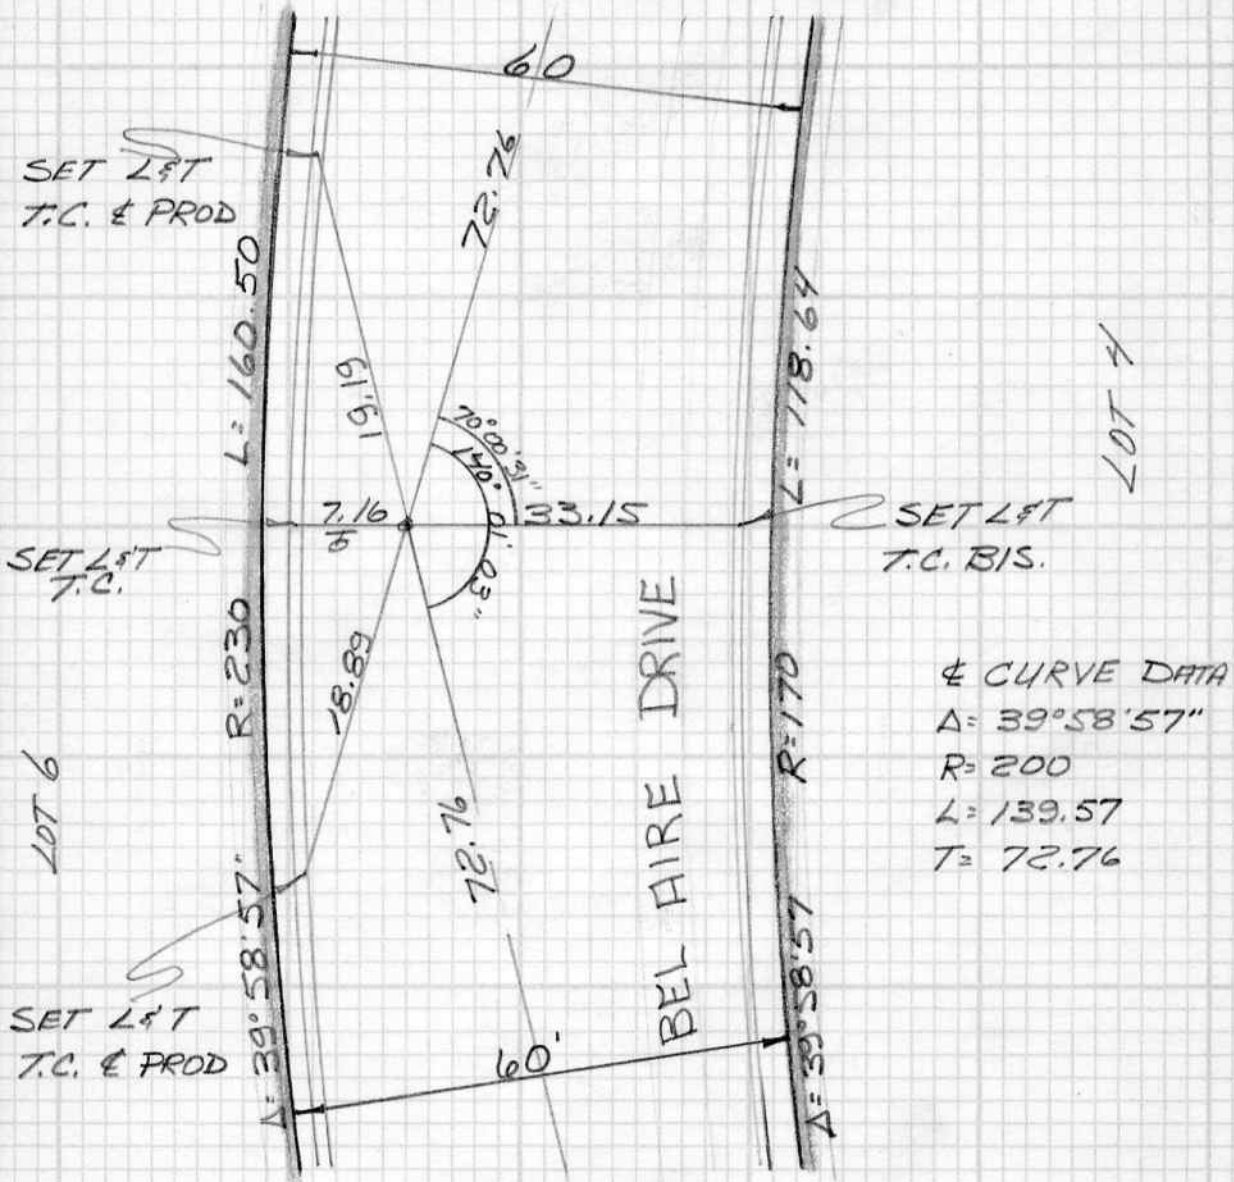 60
72.76
SET L&T
T.C. ℄ PROD
L= 160.50
19.19
70°00'31"
140° 01' 03"
L= 118.64
LOT 4
7.16
33.15
SET L&T
T.C. BIS.
SET L&T
T.C.
R=230
18.89
BEL AIRE DRIVE
R=170
℄ CURVE DATA
Δ= 39°58'57"
R= 200
L= 139.57
T= 72.76
LOT 6
72.76
Δ= 39°58'57"
Δ= 39°58'57
SET L&T
T.C. ℄ PROD
60'